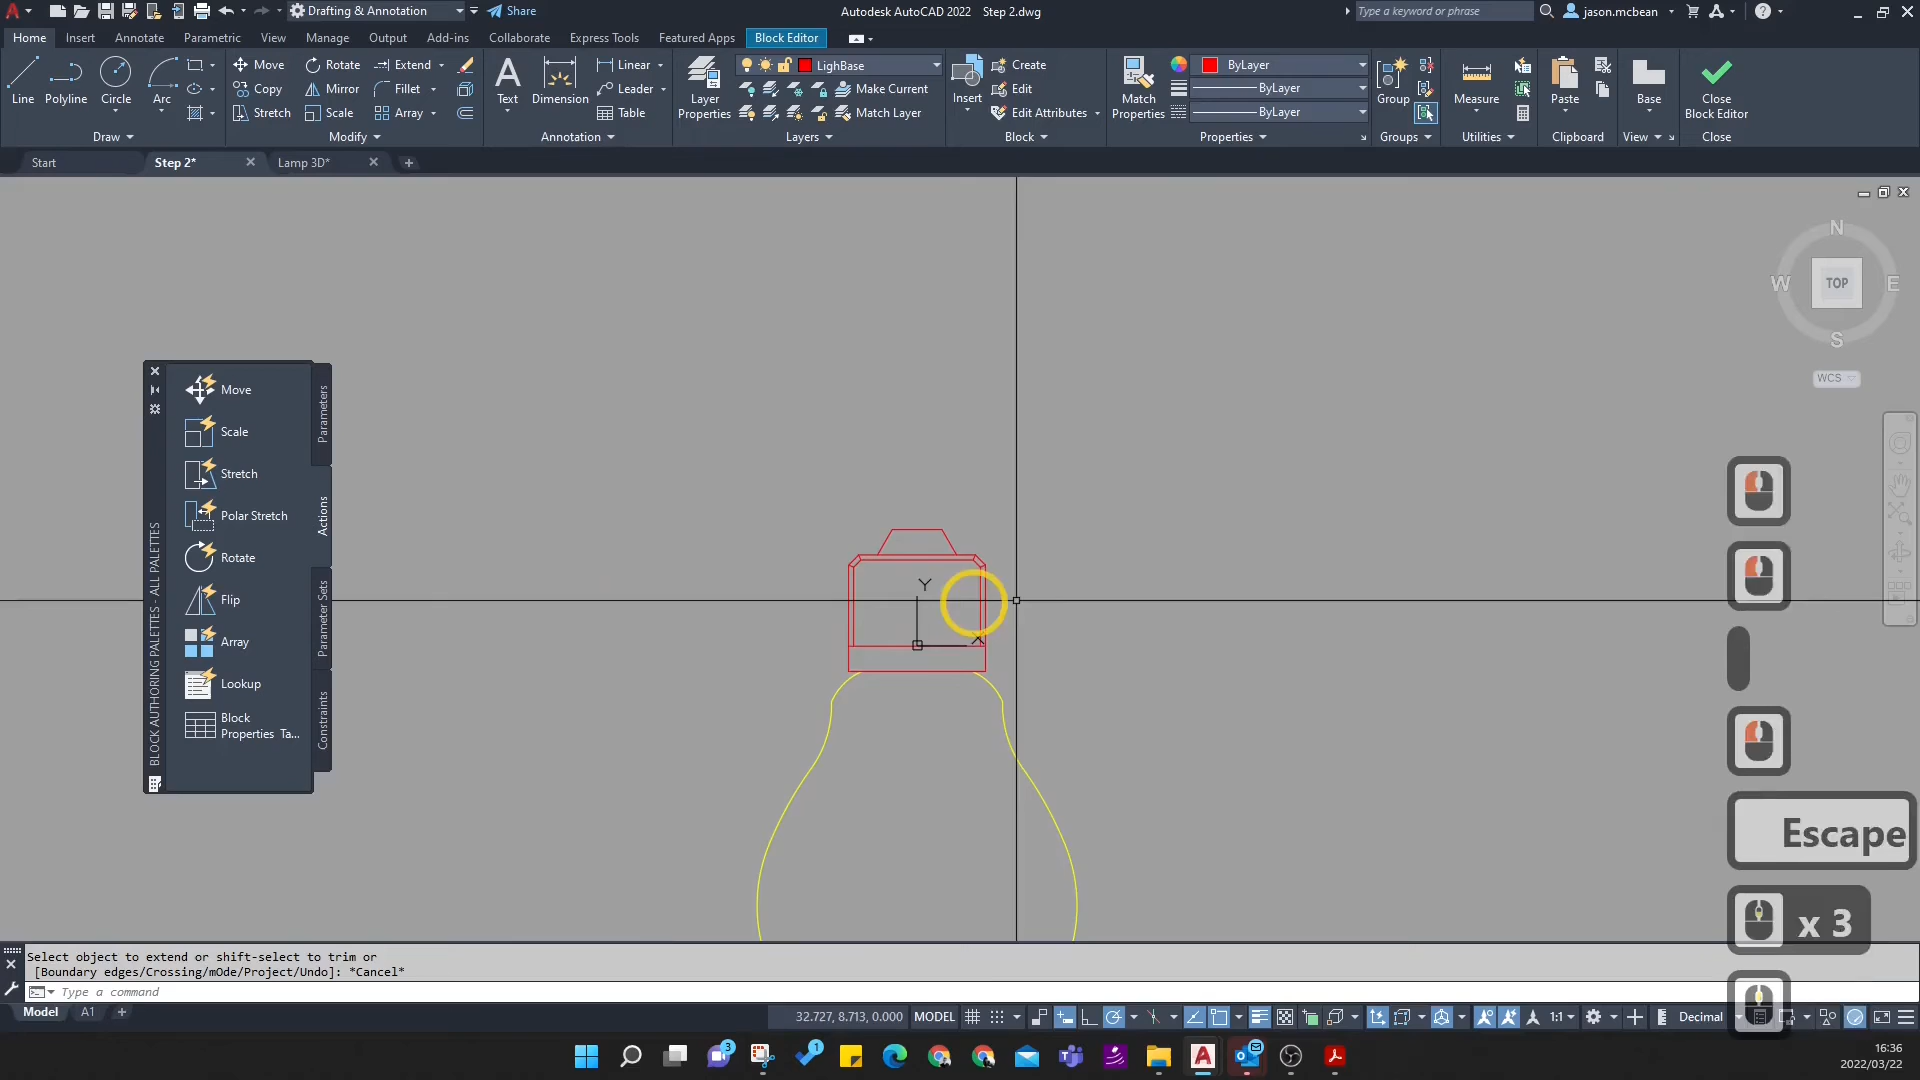 Drafting & Annotation
Share
Autodesk AutoCAD 2022 Step 2.dwg
Type a keyword or phrase
jason.mcbean
Home Insert Annotate Parametric View Manage Output Add-ins Collaborate Express Tools Featured Apps Block Editor
Line
Polyline
Circle
Arc
Move Rotate Extend
Copy Mirror Fillet
Stretch Scale Array
Text
Dimension
Linear
Leader
Table
Layer
Properties
LighBase
Make Current
Match Layer
Insert
Create
Edit
Edit Attributes
Match
Properties
ByLayer
ByLayer
ByLayer
Group
Measure
Paste
Base
Close
Block Editor
Draw Modify Annotation Layers Block Properties Groups Utilities Clipboard View Close
Start Step 2* Lamp 3D*
N
W TOP E
S
WCS
Move
Scale
Stretch
Polar Stretch
Rotate
Flip
Array
Lookup
Block
Properties Ta...
Parameters
Actions
Parameter Sets
Constraints
BLOCK AUTHORING PALETTES - ALL PALETTES
Y
X
Escape
x 3
Select object to extend or shift-select to trim or
[Boundary edges/Crossing/mOde/Project/Undo]: *Cancel*
Type a command
Model A1
32.727, 8.713, 0.000 MODEL 1:1 Decimal
3
1
16:36
2022/03/22